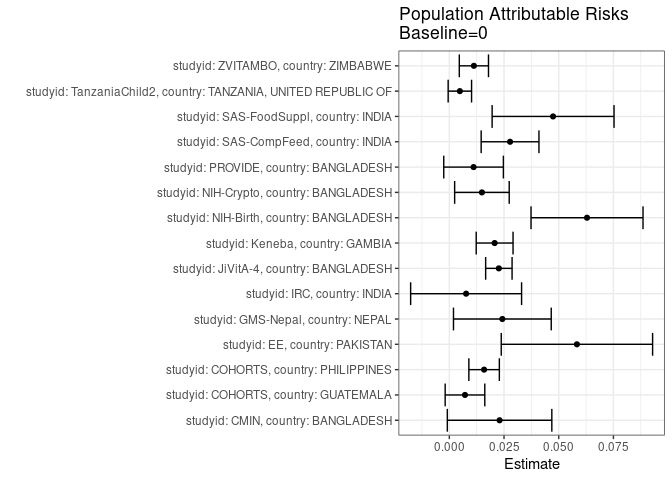 Population Attributable Risks
Baseline=0
studyid: ZVITAMBO, country: ZIMBABWE
studyid: TanzaniaChild2, country: TANZANIA, UNITED REPUBLIC OF
studyid: SAS-FoodSuppl, country: INDIA
studyid: SAS-CompFeed, country: INDIA
studyid: PROVIDE, country: BANGLADESH
studyid: NIH-Crypto, country: BANGLADESH
studyid: NIH-Birth, country: BANGLADESH
studyid: Keneba, country: GAMBIA
studyid: JiVitA-4, country: BANGLADESH
studyid: IRC, country: INDIA
studyid: GMS-Nepal, country: NEPAL
studyid: EE, country: PAKISTAN
studyid: COHORTS, country: PHILIPPINES
studyid: COHORTS, country: GUATEMALA
studyid: CMIN, country: BANGLADESH
0.000 0.025 0.050 0.075
Estimate